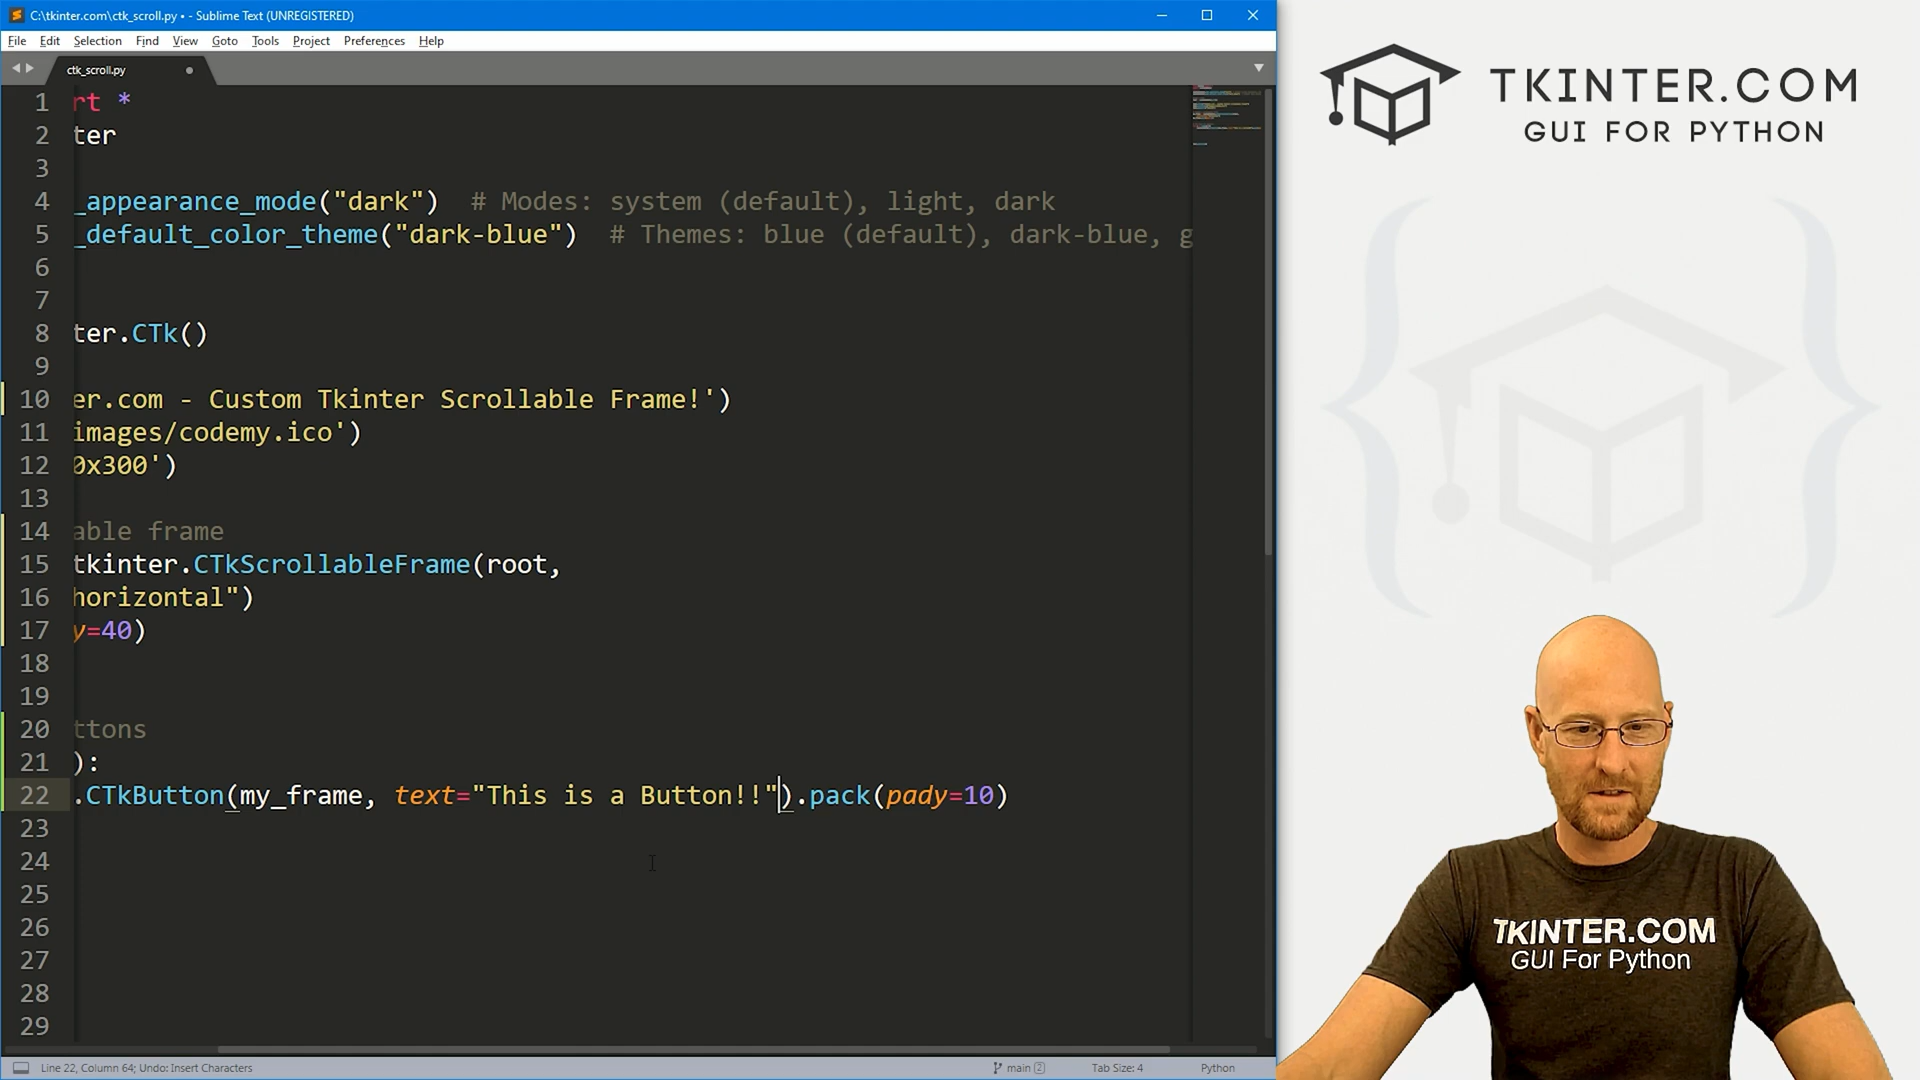 C:\tkinter.com\ctk_scroll.py • - Sublime Text (UNREGISTERED)
File Edit Selection Find View Goto Tools Project Preferences Help
ctk_scroll.py
1 rt *
2 ter
3
4 _appearance_mode("dark")  # Modes: system (default), light, dark
5 _default_color_theme("dark-blue")  # Themes: blue (default), dark-blue, g
6
7
8 ter.CTk()
9
10 er.com - Custom Tkinter Scrollable Frame!')
11 images/codemy.ico')
12 0x300')
13
14 able frame
15 tkinter.CTkScrollableFrame(root,
16 horizontal")
17 y=40)
18
19
20 ttons
21 ):
22 .CTkButton(my_frame, text="This is a Button!!").pack(pady=10)
23
24
25
26
27
28
29
Line 22, Column 64; Undo: Insert Characters
main 2
Tab Size: 4
Python
TKINTER.COM
GUI FOR PYTHON
TKINTER.COM
GUI For Python